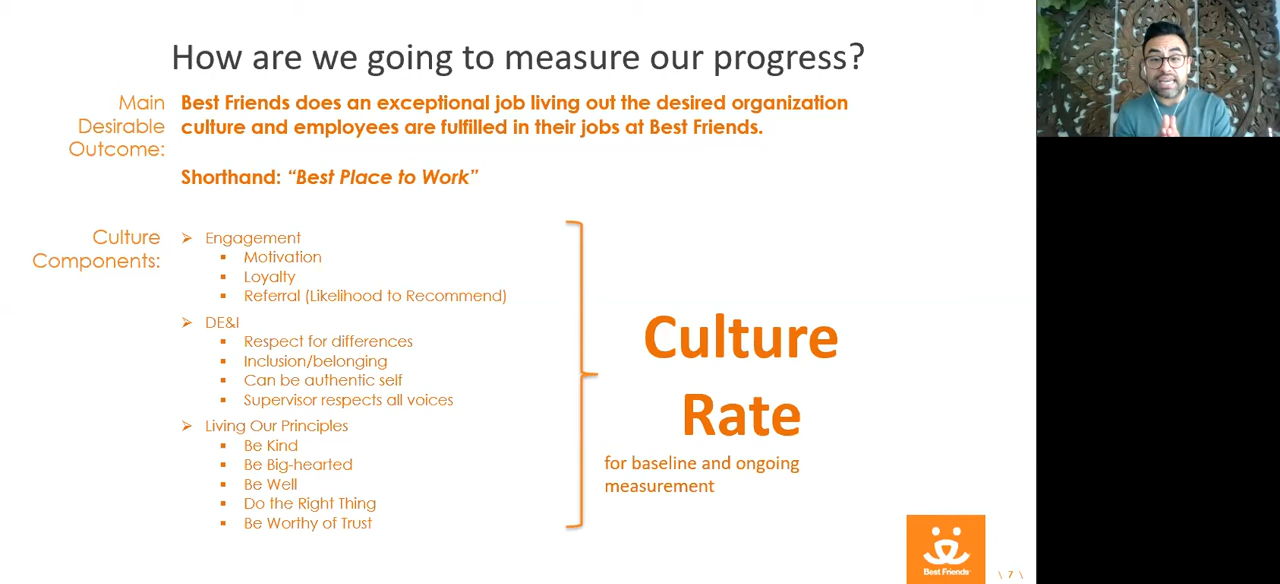 How are we going to measure our progress?
Main
Desirable
Outcome:
Best Friends does an exceptional job living out the desired organization
culture and employees are fulfilled in their jobs at Best Friends.
Shorthand: “Best Place to Work”
Culture
Components:
➢ Engagement
▪ Motivation
▪ Loyalty
▪ Referral (Likelihood to Recommend)
➢ DE&I
▪ Respect for differences
▪ Inclusion/belonging
▪ Can be authentic self
▪ Supervisor respects all voices
➢ Living Our Principles
▪ Be Kind
▪ Be Big-hearted
▪ Be Well
▪ Do the Right Thing
▪ Be Worthy of Trust
Culture
Rate
for baseline and ongoing
measurement
Best Friends
\ 7 \